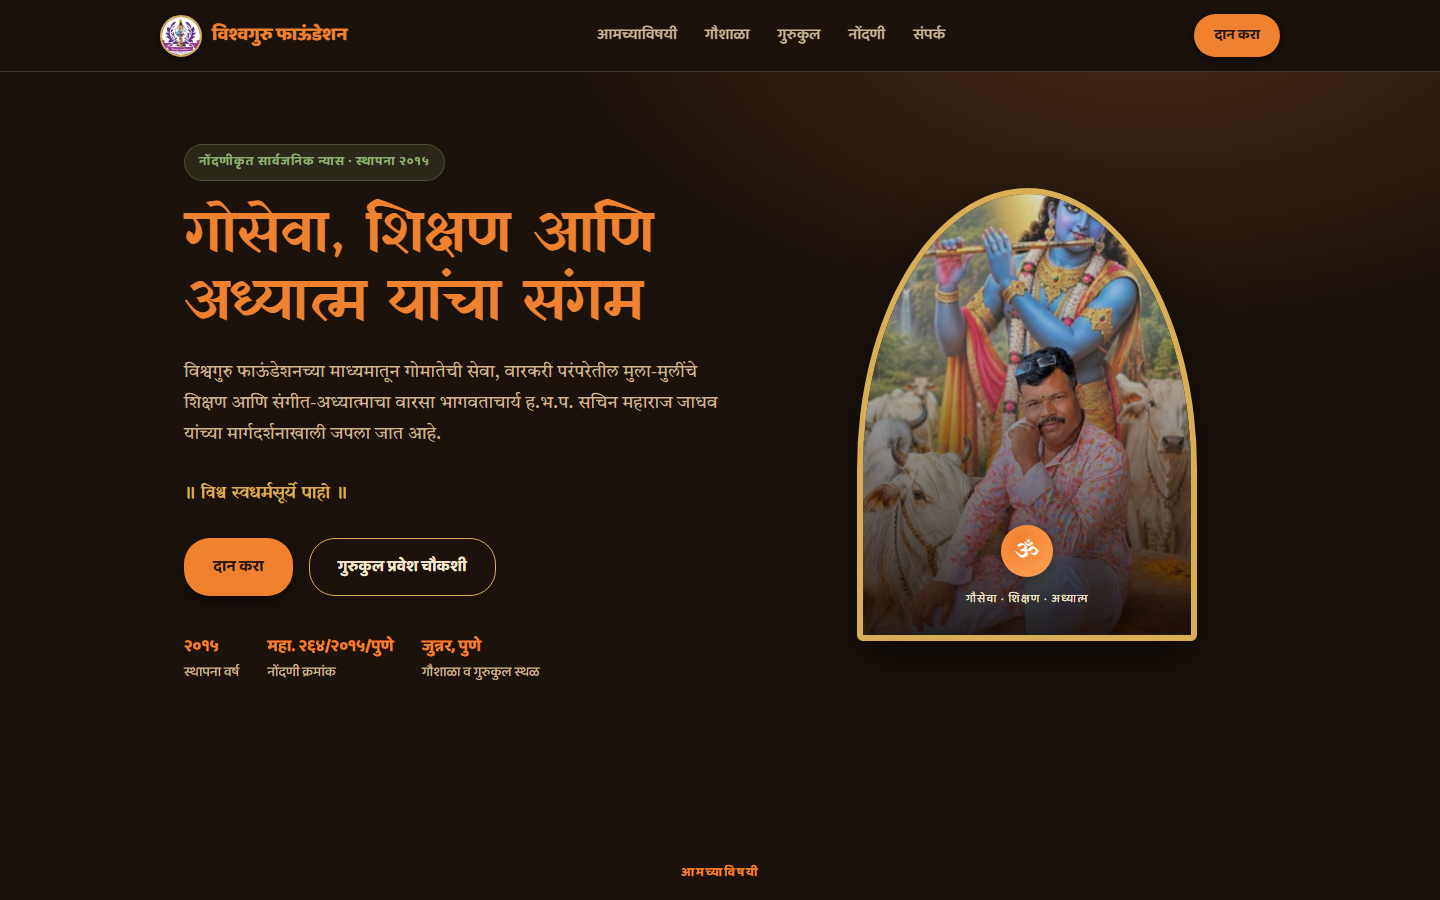 विश्वगुरु फाऊंडेशन
आमच्याविषयी
गौशाळा
गुरुकुल
नोंदणी
संपर्क
दान करा
नोंदणीकृत सार्वजनिक न्यास · स्थापना २०१५
गोसेवा, शिक्षण आणि
अध्यात्म यांचा संगम
विश्वगुरु फाऊंडेशनच्या माध्यमातून गोमातेची सेवा, वारकरी परंपरेतील मुला-मुलींचे
शिक्षण आणि संगीत-अध्यात्माचा वारसा भागवताचार्य ह.भ.प. सचिन महाराज जाधव
यांच्या मार्गदर्शनाखाली जपला जात आहे.
॥ विश्व स्वधर्मसूर्ये पाहो ॥
दान करा
गुरुकुल प्रवेश चौकशी
२०१५
स्थापना वर्ष
महा. २६४/२०१५/पुणे
नोंदणी क्रमांक
जुन्नर, पुणे
गौशाळा व गुरुकुल स्थळ
ॐ
गौसेवा · शिक्षण · अध्यात्म
आमच्याविषयी